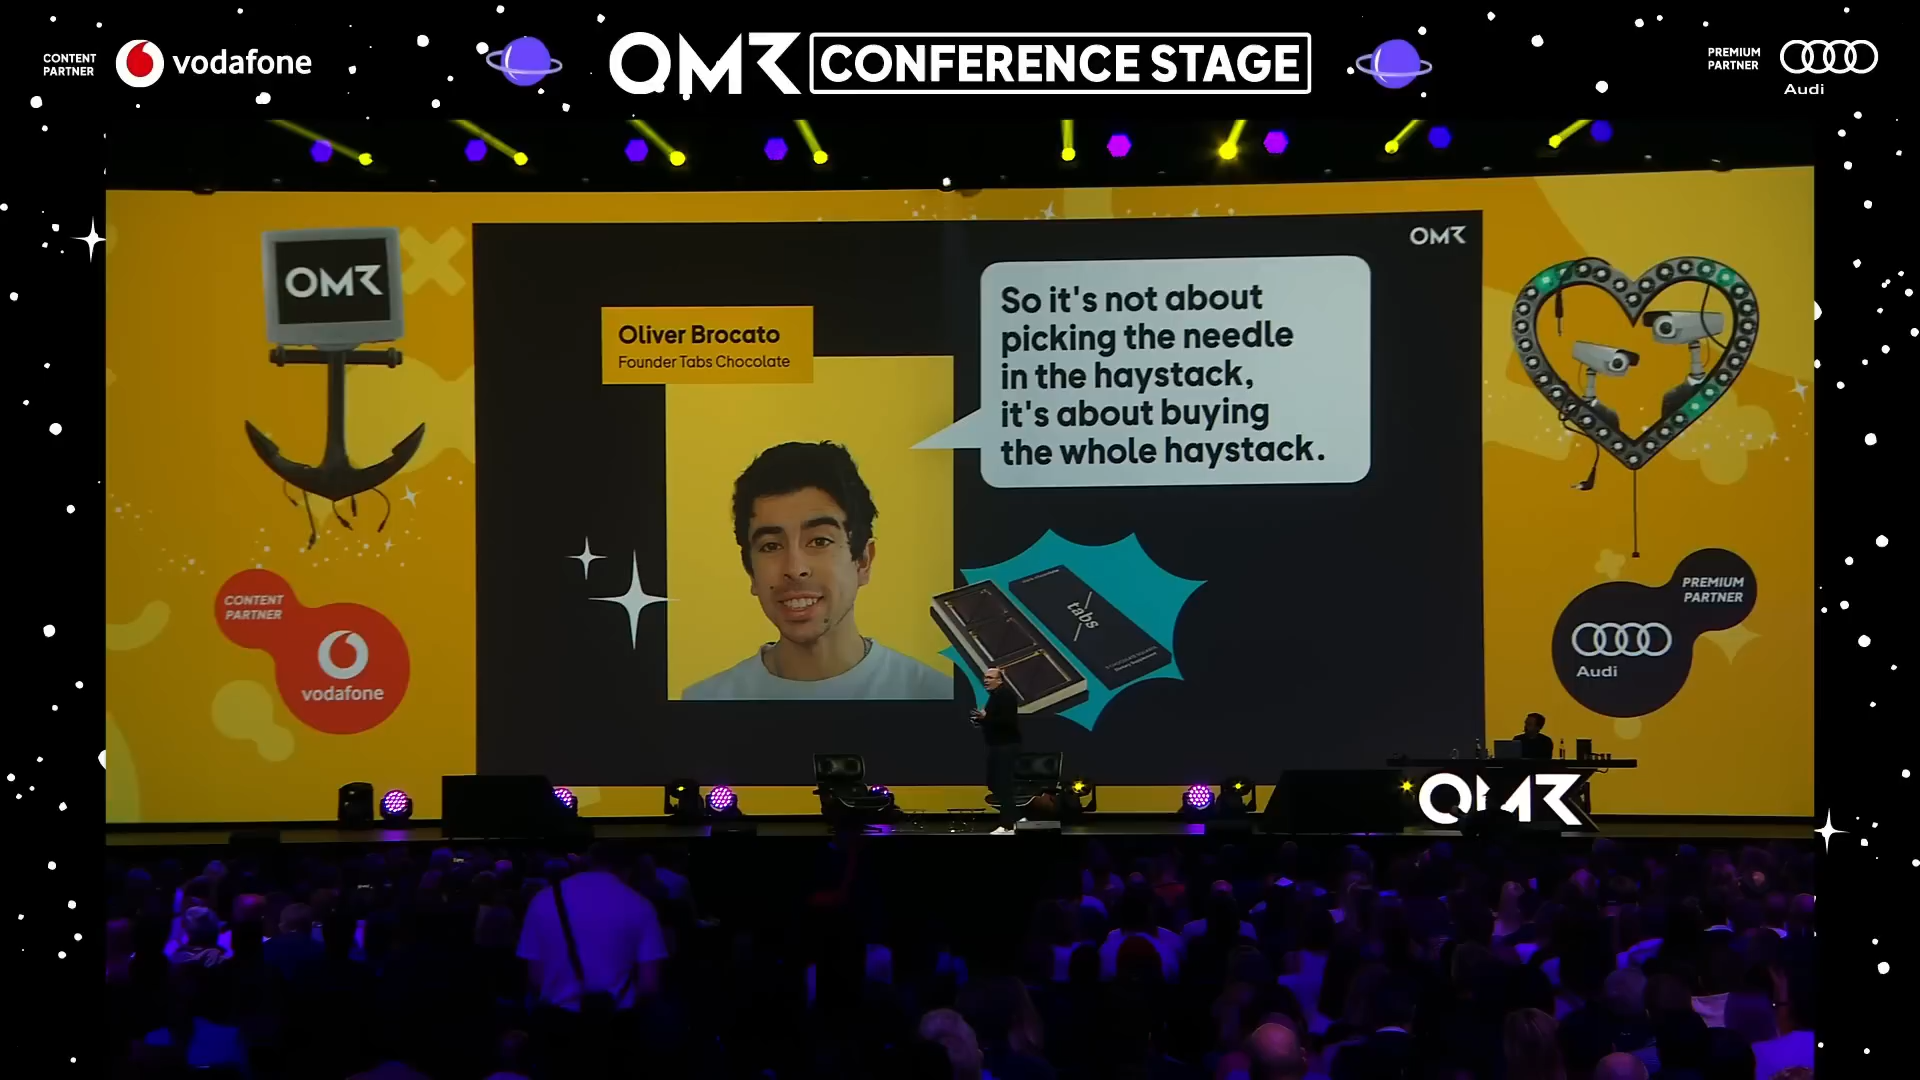 CONTENT
PARTNER
vodafone
OMR
CONFERENCE STAGE
PREMIUM
PARTNER
Audi
OMR
OMR
Oliver Brocato
Founder Tabs Chocolate
So it's not about
picking the needle
in the haystack,
it's about buying
the whole haystack.
tabs
CONTENT
PARTNER
vodafone
PREMIUM
PARTNER
Audi
OMR